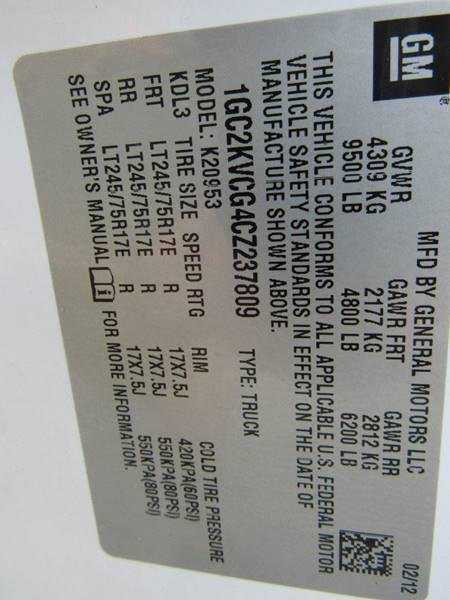 GM
MFD BY GENERAL MOTORS LLC 02/12
GVWR GAWR FRT GAWR RR
4309 KG 2177 KG 2812 KG
9500 LB 4800 LB 6200 LB
THIS VEHICLE CONFORMS TO ALL APPLICABLE U.S. FEDERAL MOTOR
VEHICLE SAFETY STANDARDS IN EFFECT ON THE DATE OF
MANUFACTURE SHOWN ABOVE.
1GC2KVCG4CZ237809 TYPE: TRUCK
MODEL: K20953
KDL3 TIRE SIZE SPEED RTG RIM COLD TIRE PRESSURE
FRT LT245/75R17E R 17X7.5J 420KPA(60PSI)
RR LT245/75R17E R 17X7.5J 550KPA(80PSI)
SPA LT245/75R17E R 17X7.5J 550KPA(80PSI)
SEE OWNER'S MANUAL FOR MORE INFORMATION.